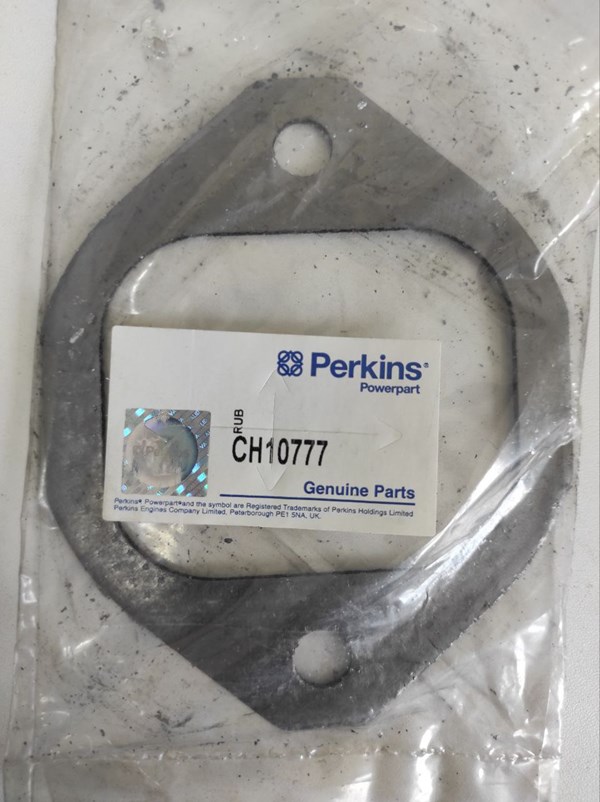 Perkins®
Powerpart
RUB
CH10777
Genuine Parts
Perkins® Powerpart® and the symbol are Registered Trademarks of Perkins Holdings Limited
Perkins Engines Company Limited, Peterborough PE1 5NA, UK.